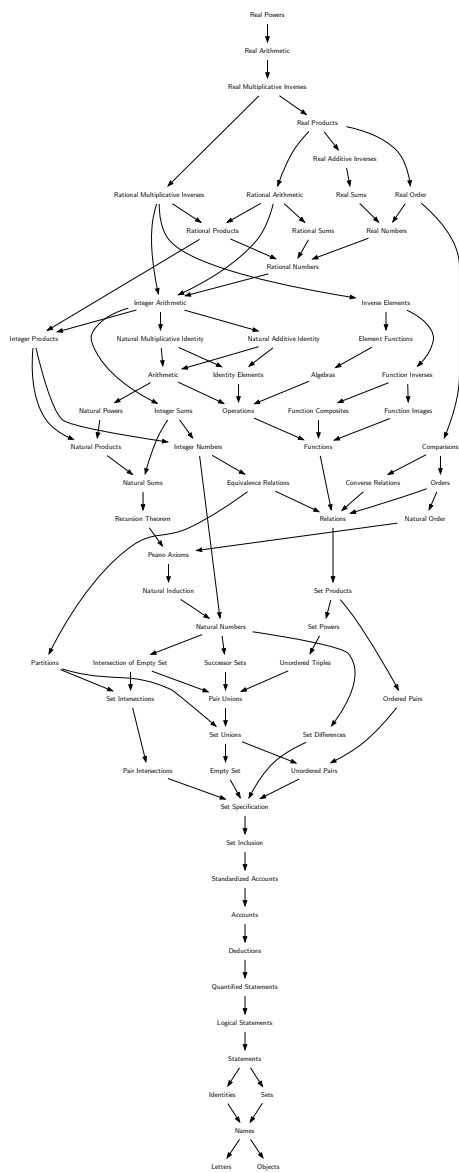 Real Powers
Real Arithmetic
Real Multiplicative Inverses
Real Products
Real Additive Inverses
Rational Multiplicative Inverses
Rational Arithmetic
Real Sums
Real Order
Rational Products
Rational Sums
Real Numbers
Rational Numbers
Integer Arithmetic
Inverse Elements
Integer Products
Natural Multiplicative Identity
Natural Additive Identity
Element Functions
Arithmetic
Identity Elements
Algebras
Function Inverses
Natural Powers
Integer Sums
Operations
Function Composites
Function Images
Natural Products
Integer Numbers
Functions
Comparisons
Natural Sums
Equivalence Relations
Converse Relations
Orders
Recursion Theorem
Relations
Natural Order
Peano Axioms
Natural Induction
Set Products
Natural Numbers
Set Powers
Partitions
Intersection of Empty Set
Successor Sets
Unordered Triples
Set Intersections
Pair Unions
Ordered Pairs
Set Unions
Set Differences
Pair Intersections
Empty Set
Unordered Pairs
Set Specification
Set Inclusion
Standardized Accounts
Accounts
Deductions
Quantified Statements
Logical Statements
Statements
Identities
Sets
Names
Letters
Objects